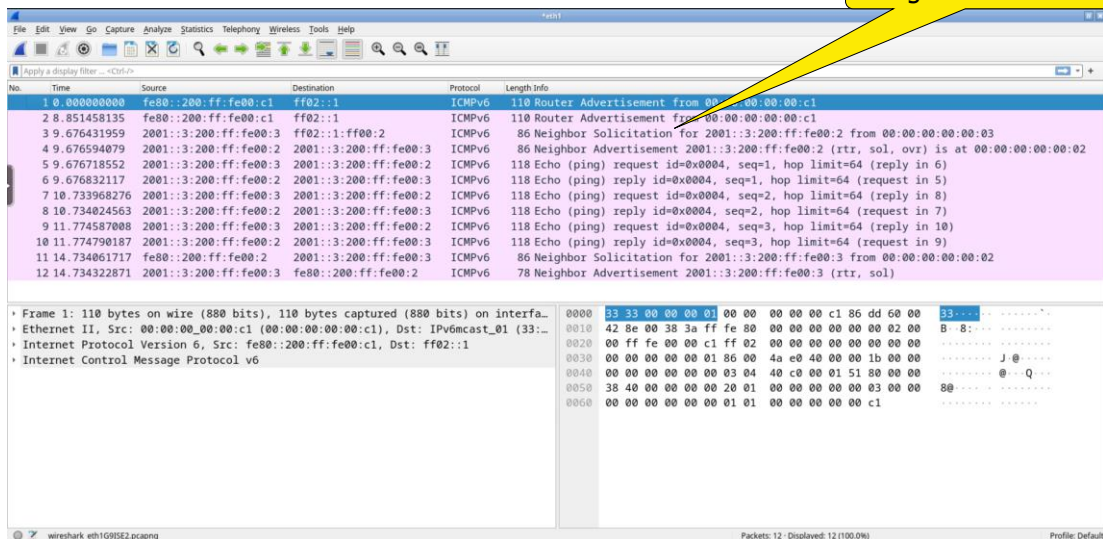 *eth1
File Edit View Go Capture Analyze Statistics Telephony Wireless Tools Help
Apply a display filter ... <Ctrl-/>
No. Time Source Destination Protocol Length Info
1 0.000000000 fe80::200:ff:fe00:c1 ff02::1 ICMPv6 110 Router Advertisement from 00:00:00:00:00:c1
2 8.851458135 fe80::200:ff:fe00:c1 ff02::1 ICMPv6 110 Router Advertisement from 00:00:00:00:00:c1
3 9.676431959 2001::3:200:ff:fe00:3 ff02::1:ff00:2 ICMPv6 86 Neighbor Solicitation for 2001::3:200:ff:fe00:2 from 00:00:00:00:00:03
4 9.676594079 2001::3:200:ff:fe00:2 2001::3:200:ff:fe00:3 ICMPv6 86 Neighbor Advertisement 2001::3:200:ff:fe00:2 (rtr, sol, ovr) is at 00:00:00:00:00:02
5 9.676718552 2001::3:200:ff:fe00:3 2001::3:200:ff:fe00:2 ICMPv6 118 Echo (ping) request id=0x0004, seq=1, hop limit=64 (reply in 6)
6 9.676832117 2001::3:200:ff:fe00:2 2001::3:200:ff:fe00:3 ICMPv6 118 Echo (ping) reply id=0x0004, seq=1, hop limit=64 (request in 5)
7 10.733968276 2001::3:200:ff:fe00:3 2001::3:200:ff:fe00:2 ICMPv6 118 Echo (ping) request id=0x0004, seq=2, hop limit=64 (reply in 8)
8 10.734024563 2001::3:200:ff:fe00:2 2001::3:200:ff:fe00:3 ICMPv6 118 Echo (ping) reply id=0x0004, seq=2, hop limit=64 (request in 7)
9 11.774587008 2001::3:200:ff:fe00:3 2001::3:200:ff:fe00:2 ICMPv6 118 Echo (ping) request id=0x0004, seq=3, hop limit=64 (reply in 10)
10 11.774790187 2001::3:200:ff:fe00:2 2001::3:200:ff:fe00:3 ICMPv6 118 Echo (ping) reply id=0x0004, seq=3, hop limit=64 (request in 9)
11 14.734061717 fe80::200:ff:fe00:2 2001::3:200:ff:fe00:3 ICMPv6 86 Neighbor Solicitation for 2001::3:200:ff:fe00:3 from 00:00:00:00:00:02
12 14.734322871 2001::3:200:ff:fe00:3 fe80::200:ff:fe00:2 ICMPv6 78 Neighbor Advertisement 2001::3:200:ff:fe00:3 (rtr, sol)
Frame 1: 110 bytes on wire (880 bits), 110 bytes captured (880 bits) on interfa…
Ethernet II, Src: 00:00:00_00:00:c1 (00:00:00:00:00:c1), Dst: IPv6mcast_01 (33:…
Internet Protocol Version 6, Src: fe80::200:ff:fe00:c1, Dst: ff02::1
Internet Control Message Protocol v6
0000 33 33 00 00 00 01 00 00 00 00 00 c1 86 dd 60 00 33···· ·······`·
0010 42 8e 00 38 3a ff fe 80 00 00 00 00 00 00 02 00 B··8:··· ········
0020 00 ff fe 00 00 c1 ff 02 00 00 00 00 00 00 00 00 ········ ········
0030 00 00 00 00 00 01 86 00 4a e0 40 00 00 1b 00 00 ········ J·@·····
0040 00 00 00 00 00 00 03 04 40 c0 00 01 51 80 00 00 ········ @···Q···
0050 38 40 00 00 00 00 20 01 00 00 00 00 00 03 00 00 8@···· · ········
0060 00 00 00 00 00 00 01 01 00 00 00 00 00 c1 ········ ······
wireshark_eth1G9ISE2.pcapng Packets: 12 · Displayed: 12 (100.0%) Profile: Default